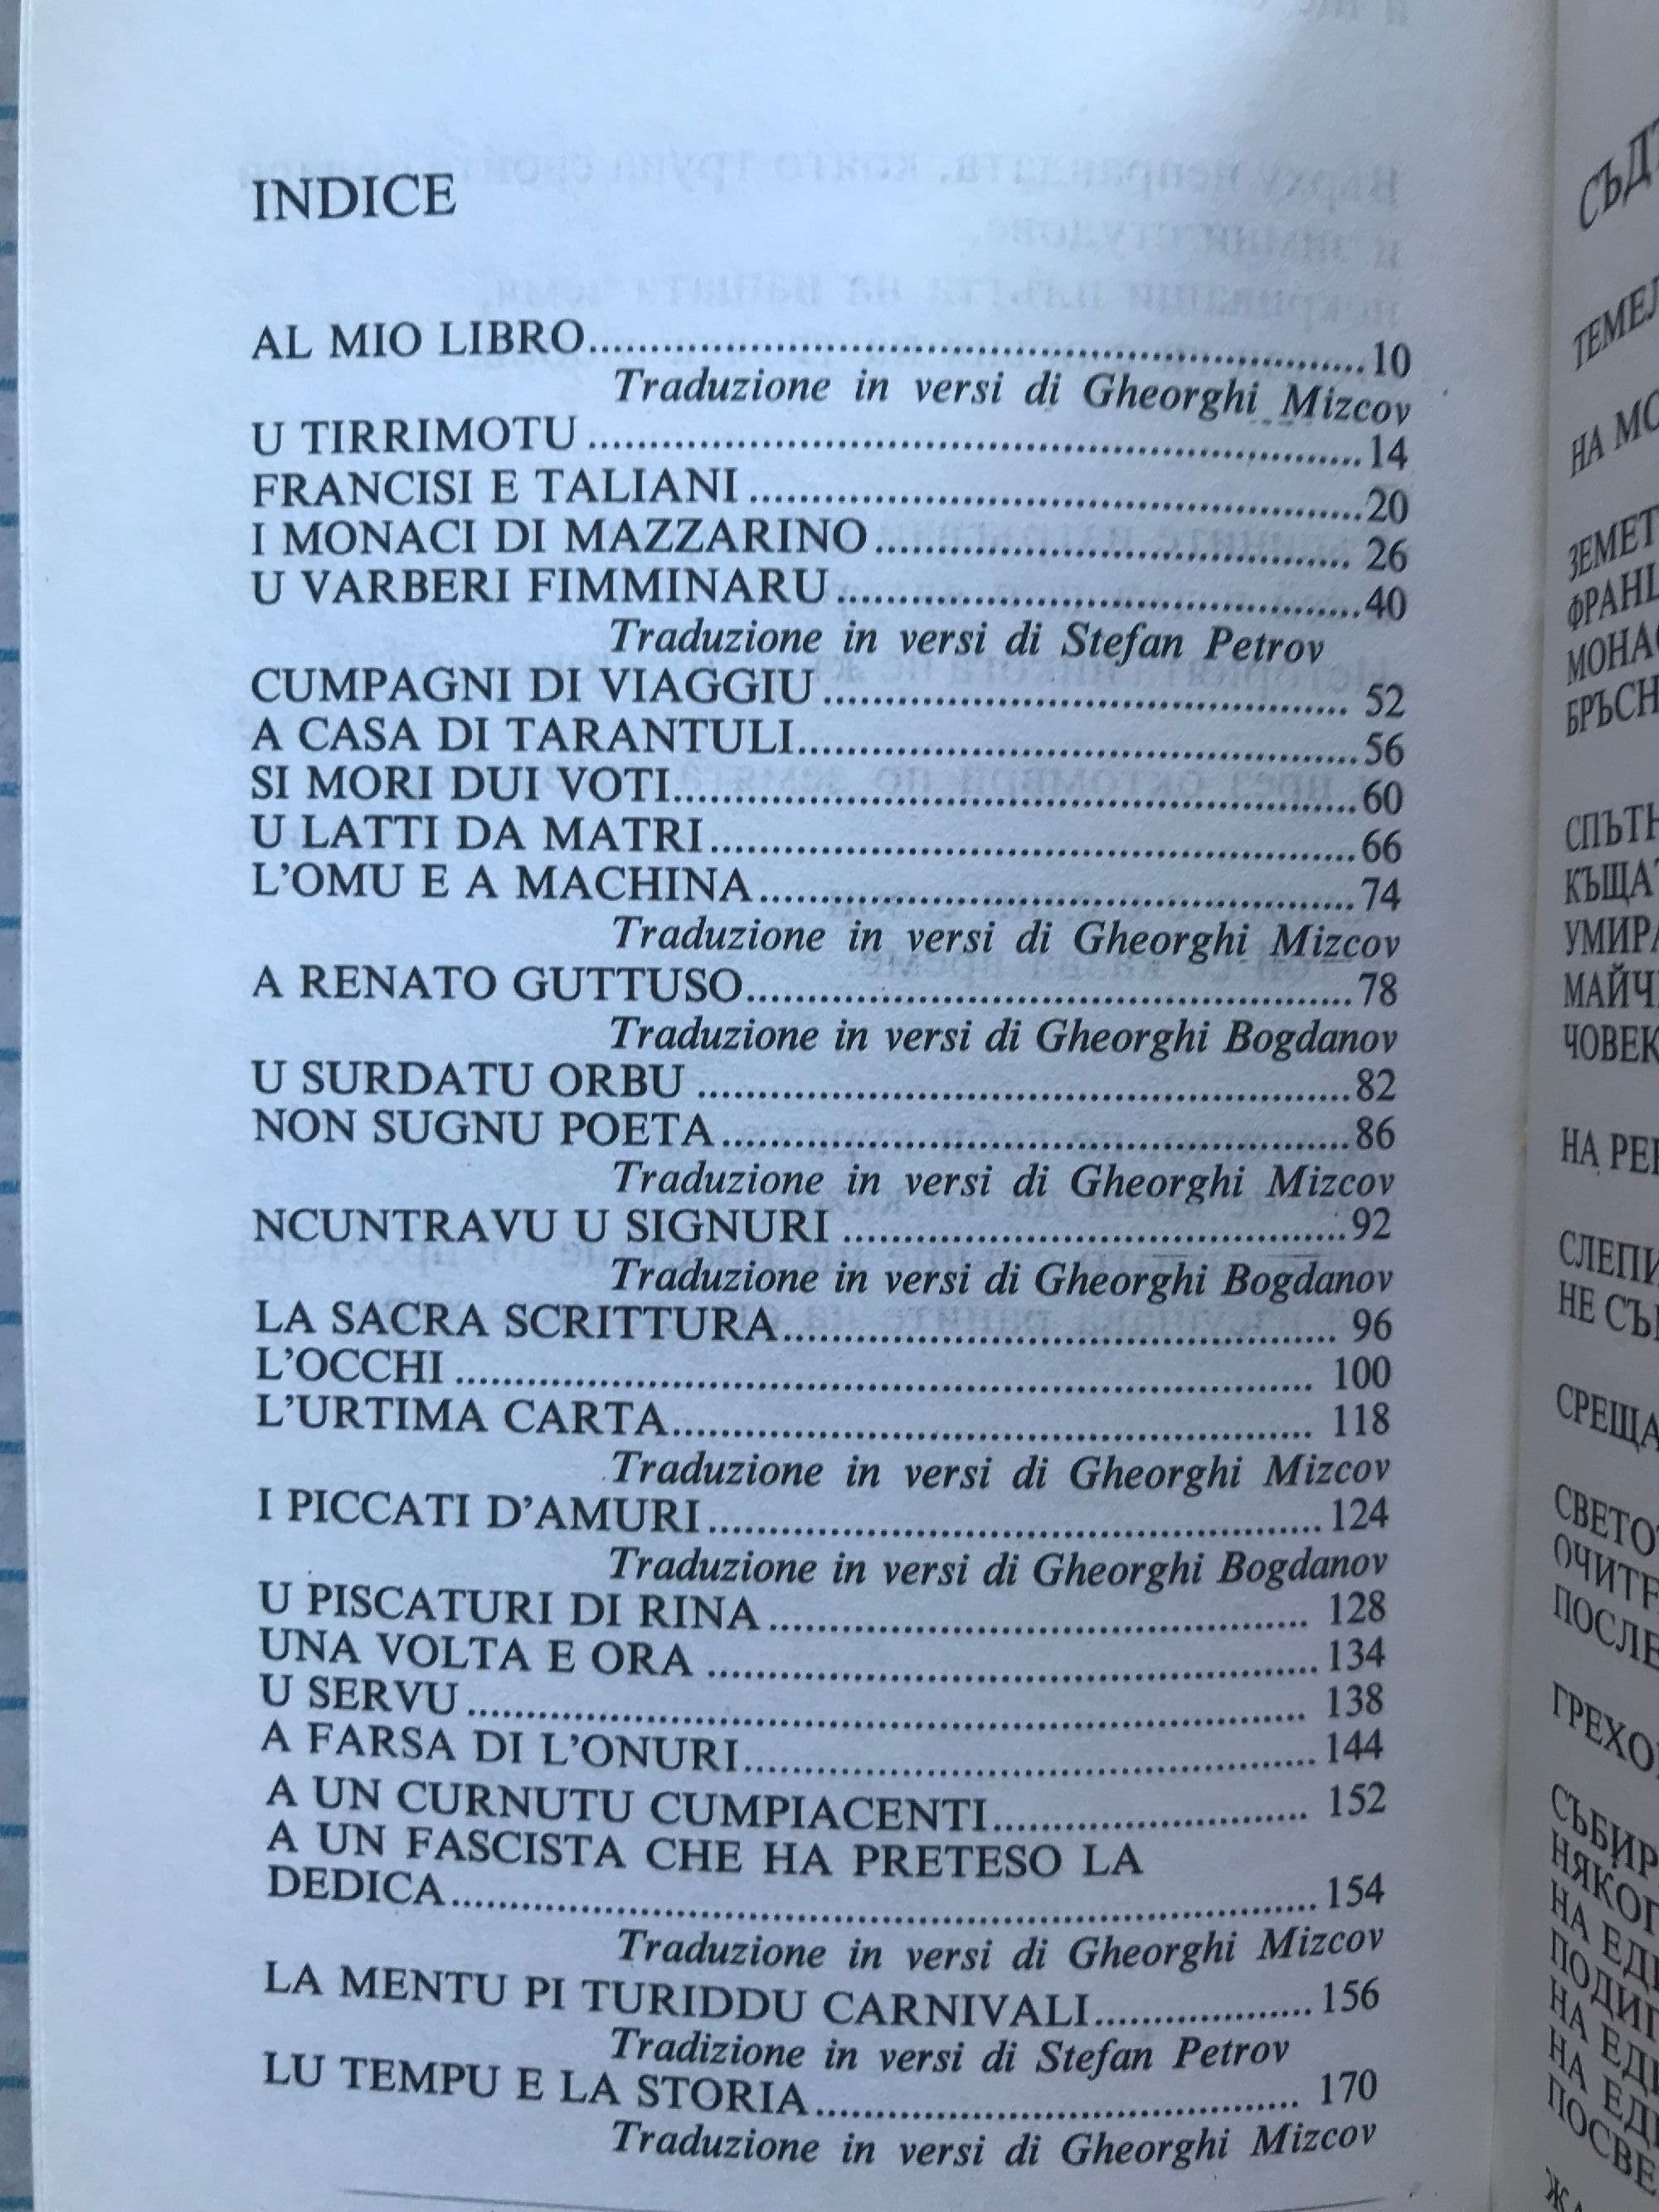 INDICE
AL MIO LIBRO..........10
Traduzione in versi di Gheorghi Mizcov
U TIRRIMOTU..........14
FRANCISI E TALIANI..........20
I MONACI DI MAZZARINO.......... 26
U VARBERI FIMMINARU..........40
Traduzione in versi di Stefan Petrov
CUMPAGNI DI VIAGGIU.......... 52
A CASA DI TARANTULI..........56
SI MORI DUI VOTI..........60
U LATTI DA MATRI..........66
L'OMU E A MACHINA..........74
Traduzione in versi di Gheorghi Mizcov
A RENATO GUTTUSO..........78
Traduzione in versi di Gheorghi Bogdanov
U SURDATU ORBU..........82
NON SUGNU POETA..........86
Traduzione in versi di Gheorghi Mizcov
NCUNTRAVU U SIGNURI..........92
Traduzione in versi di Gheorghi Bogdanov
LA SACRA SCRITTURA.......... 96
L'OCCHI.......... 100
L'URTIMA CARTA.......... 118
Traduzione in versi di Gheorghi Mizcov
I PICCATI D'AMURI..........124
Traduzione in versi di Gheorghi Bogdanov
U PISCATURI DI RINA.......... 128
UNA VOLTA E ORA..........134
U SERVU.......... 138
A FARSA DI L'ONURI..........144
A UN CURNUTU CUMPIACENTI.......... 152
A UN FASCISTA CHE HA PRETESO LA
DEDICA..........154
Traduzione in versi di Gheorghi Mizcov
LA MENTU PI TURIDDU CARNIVALI..........156
Tradizione in versi di Stefan Petrov
LU TEMPU E LA STORIA.......... 170
Traduzione in versi di Gheorghi Mizcov
НА